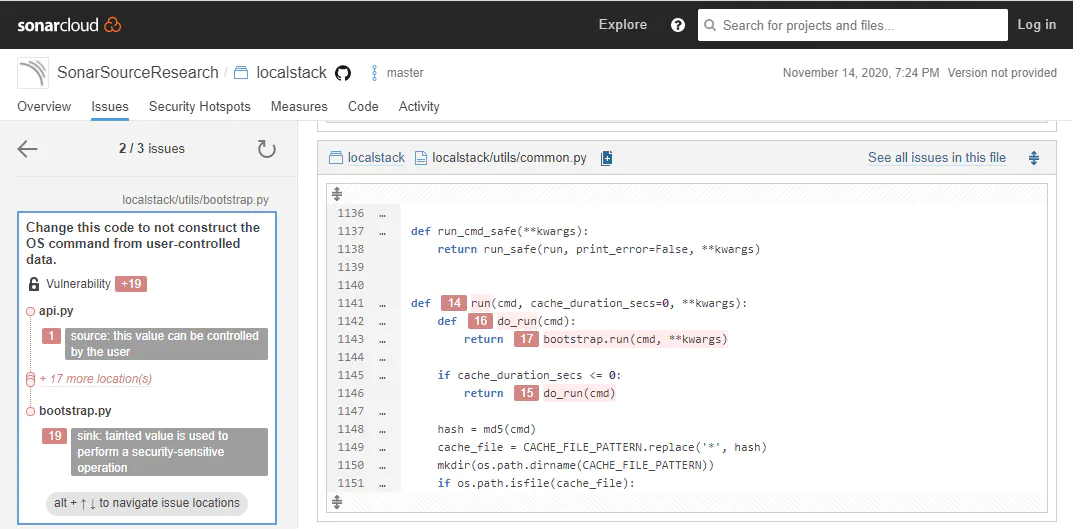 sonarcloud
Explore
Search for projects and files...
Log in
SonarSourceResearch / localstack master
November 14, 2020, 7:24 PM Version not provided
Overview Issues Security Hotspots Measures Code Activity
2 / 3 issues
localstack/utils/bootstrap.py
Change this code to not construct the
OS command from user-controlled
data.
Vulnerability +19
api.py
1 source: this value can be controlled
by the user
+ 17 more location(s)
bootstrap.py
19 sink: tainted value is used to
perform a security-sensitive
operation
alt + ↑ ↓ to navigate issue locations
localstack localstack/utils/common.py See all issues in this file
1136 ...
1137 ... def run_cmd_safe(**kwargs):
1138 return run_safe(run, print_error=False, **kwargs)
1139
1140
1141 ... def 14 run(cmd, cache_duration_secs=0, **kwargs):
1142 ... def 16 do_run(cmd):
1143 ... return 17 bootstrap.run(cmd, **kwargs)
1144 ...
1145 ... if cache_duration_secs <= 0:
1146 ... return 15 do_run(cmd)
1147 ...
1148 ... hash = md5(cmd)
1149 ... cache_file = CACHE_FILE_PATTERN.replace('*', hash)
1150 ... mkdir(os.path.dirname(CACHE_FILE_PATTERN))
1151 ... if os.path.isfile(cache_file):